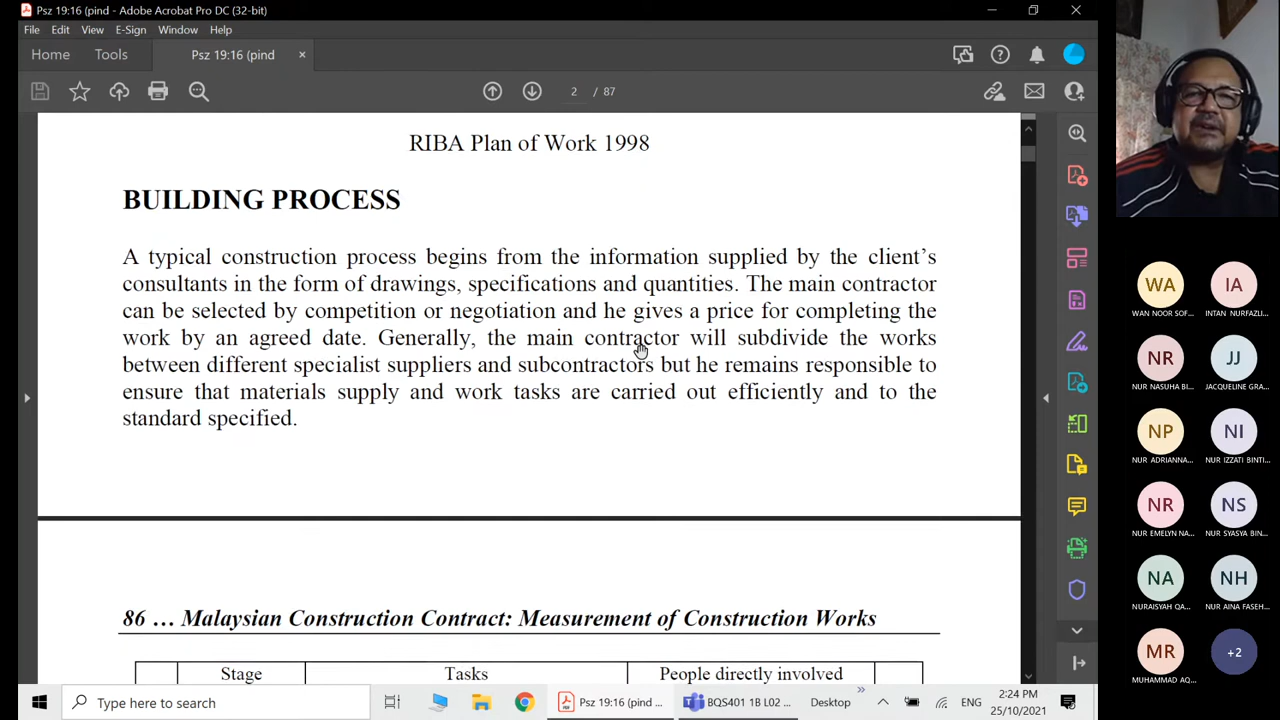 Psz 19:16 (pind - Adobe Acrobat Pro DC (32-bit)
File Edit View E-Sign Window Help
Home Tools Psz 19:16 (pind ×
2 / 87
RIBA Plan of Work 1998
BUILDING PROCESS
A typical construction process begins from the information supplied by the client's
consultants in the form of drawings, specifications and quantities. The main contractor
can be selected by competition or negotiation and he gives a price for completing the
work by an agreed date. Generally, the main contractor will subdivide the works
between different specialist suppliers and subcontractors but he remains responsible to
ensure that materials supply and work tasks are carried out efficiently and to the
standard specified.
86 … Malaysian Construction Contract: Measurement of Construction Works
Stage Tasks People directly involved
WA IA
WAN NOOR SOF... INTAN NURFAZLI...
NR JJ
NUR NASUHA BI... JACQUELINE GRA...
NP NI
NUR ADRIANNA... NUR IZZATI BINTI...
NR NS
NUR EMELYN NA... NUR SYASYA BIN...
NA NH
NURAISYAH QA... NUR AINA FASEH...
MR +2
MUHAMMAD AQ...
Type here to search
Psz 19:16 (pind ...
BQS401 1B L02 ...
Desktop »
ENG
2:24 PM
25/10/2021